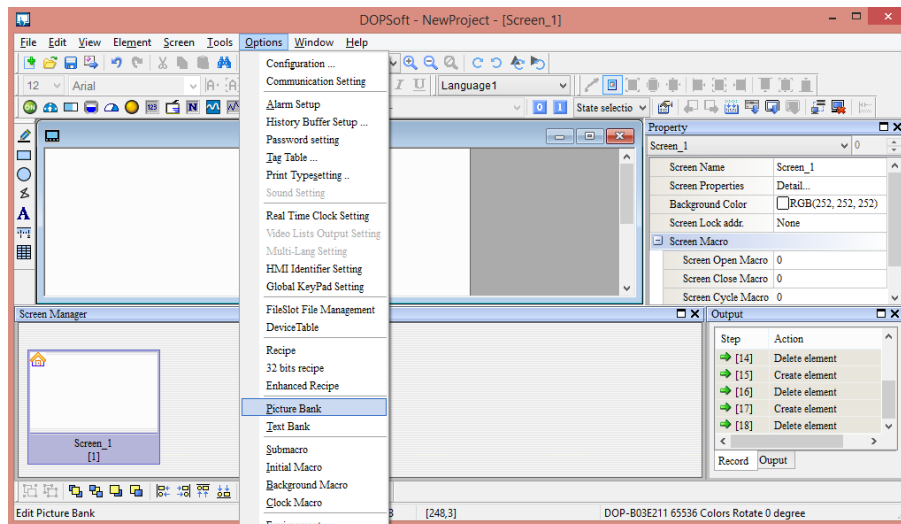 DOPSoft - NewProject - [Screen_1]
File Edit View Element Screen Tools Options Window Help
12 Arial
Language1
State selectio
Configuration ...
Communication Setting
Alarm Setup
History Buffer Setup ...
Password setting
Tag Table ...
Print Typesetting ..
Sound Setting
Real Time Clock Setting
Video Lists Output Setting
Multi-Lang Setting
HMI Identifier Setting
Global KeyPad Setting
FileSlot File Management
DeviceTable
Recipe
32 bits recipe
Enhanced Recipe
Picture Bank
Text Bank
Submacro
Initial Macro
Background Macro
Clock Macro
Property
Screen_1 0
Screen Name Screen_1
Screen Properties Detail...
Background Color RGB(252, 252, 252)
Screen Lock addr. None
Screen Macro
Screen Open Macro 0
Screen Close Macro 0
Screen Cycle Macro 0
Screen Manager
Screen_1
[1]
Output
Step Action
[14] Delete element
[15] Create element
[16] Delete element
[17] Create element
[18] Delete element
Record Ouput
Edit Picture Bank
[248,3]
DOP-B03E211 65536 Colors Rotate 0 degree